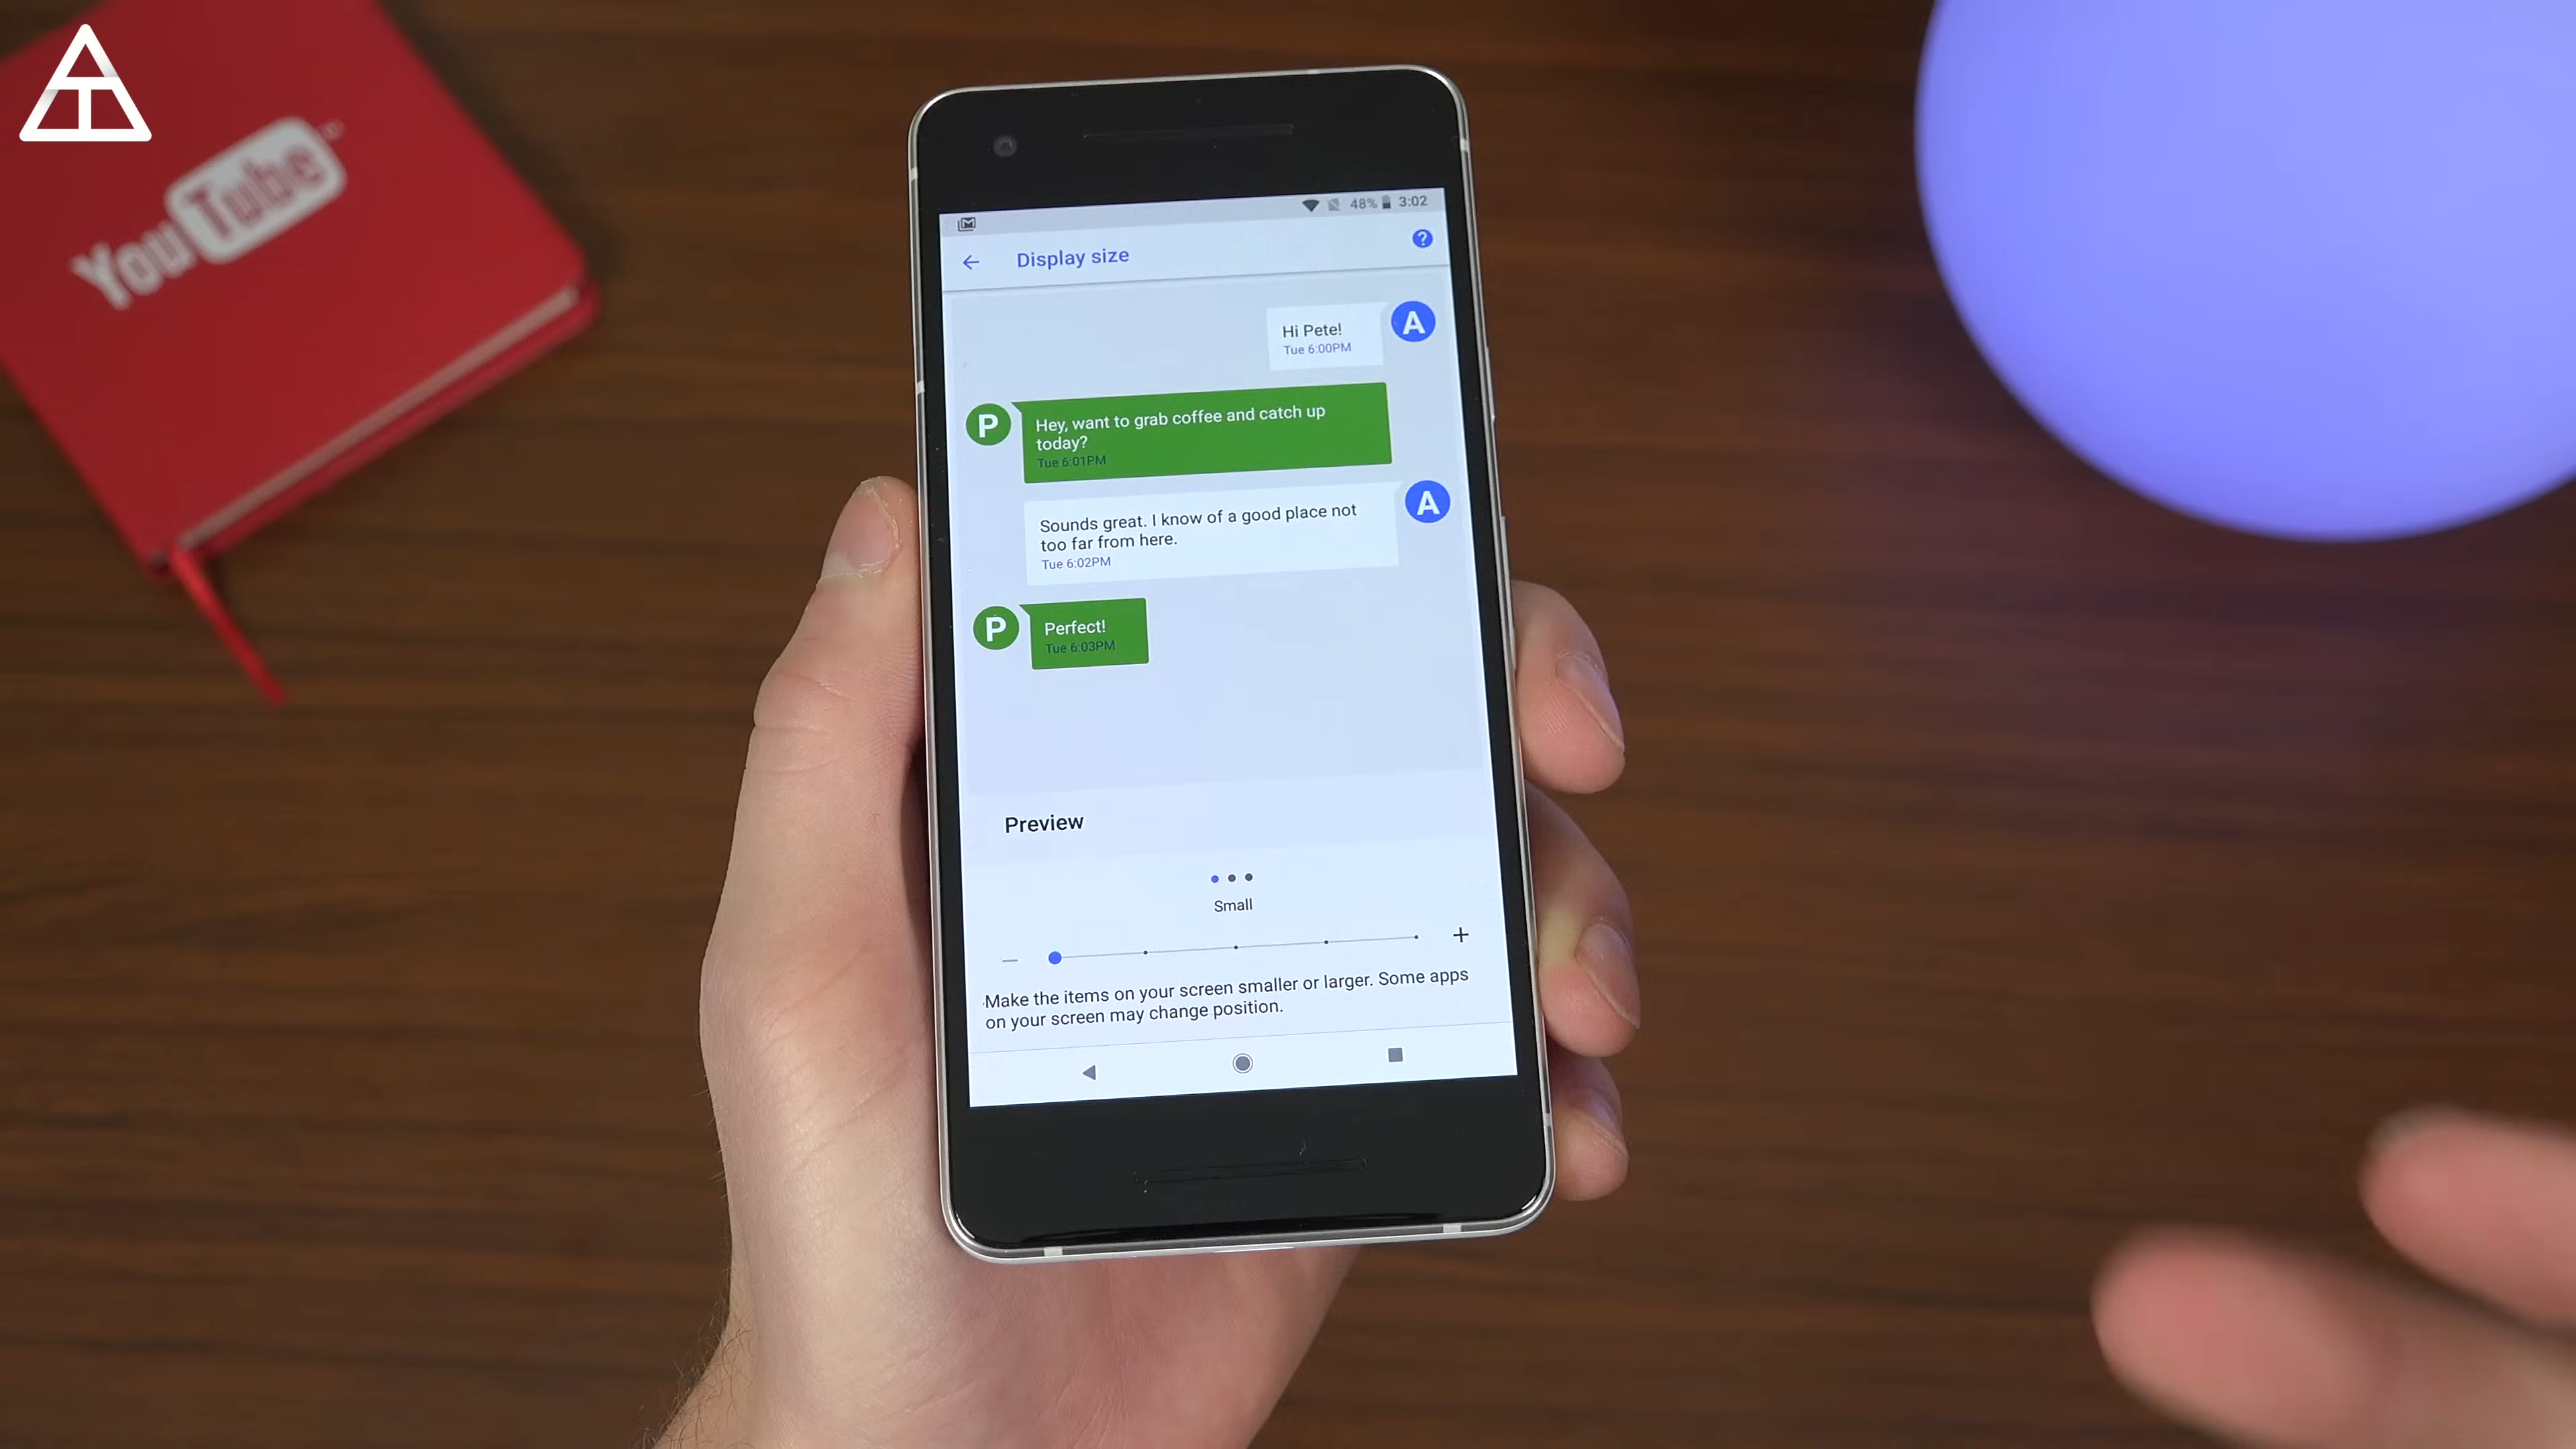 YouTube
48% 3:02
Display size
?
Hi Pete!
Tue 6:00PM
A
P
Hey, want to grab coffee and catch up
today?
Tue 6:01PM
Sounds great. I know of a good place not
too far from here.
Tue 6:02PM
A
P
Perfect!
Tue 6:03PM
Preview
Small
Make the items on your screen smaller or larger. Some apps
on your screen may change position.